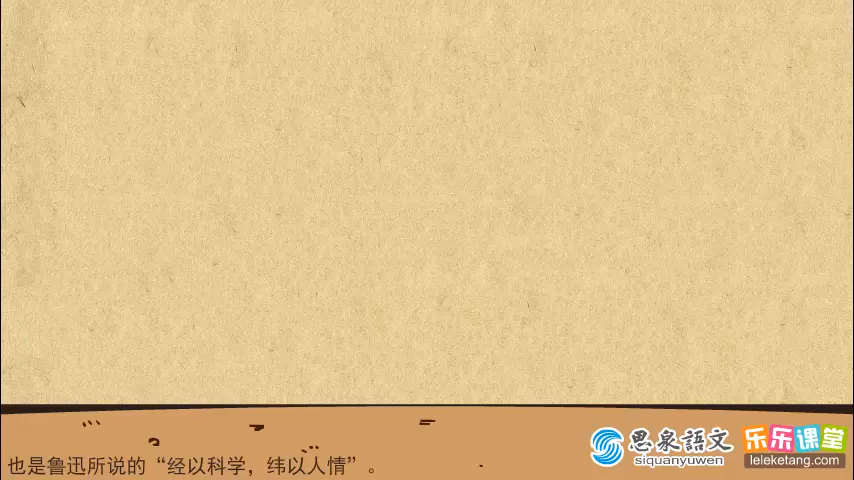 也是鲁迅所说的“经以科学，纬以人情”。
思泉語文
siquanyuwen
乐乐课堂
leleketang.com